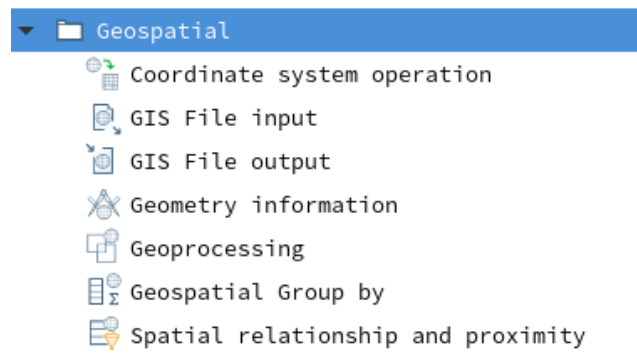 Geospatial
Coordinate system operation
GIS File input
GIS File output
Geometry information
Geoprocessing
Geospatial Group by
Spatial relationship and proximity